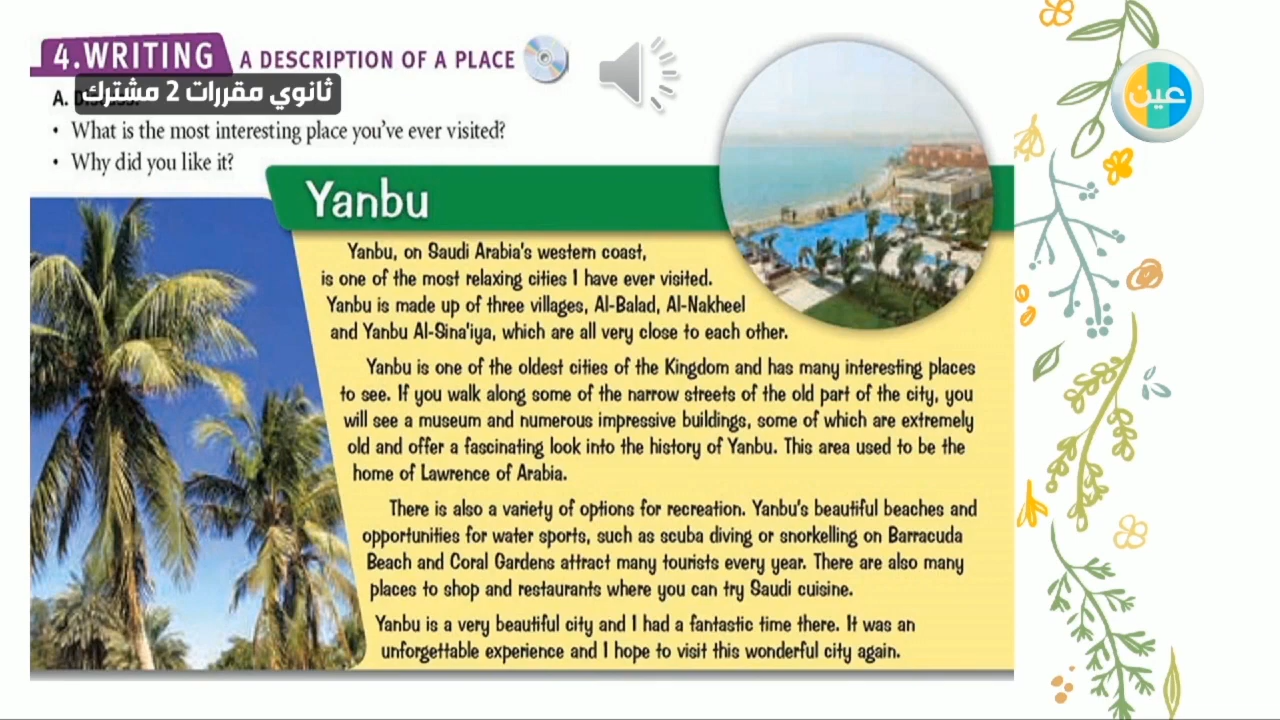 4.WRITING A DESCRIPTION OF A PLACE
ثانوي مقررات 2 مشترك
عين
A.
• What is the most interesting place you've ever visited?
• Why did you like it?
Yanbu
Yanbu, on Saudi Arabia's western coast,
is one of the most relaxing cities I have ever visited.
Yanbu is made up of three villages, Al-Balad, Al-Nakheel
and Yanbu Al-Sina'iya, which are all very close to each other.
Yanbu is one of the oldest cities of the Kingdom and has many interesting places
to see. If you walk along some of the narrow streets of the old part of the city, you
will see a museum and numerous impressive buildings, some of which are extremely
old and offer a fascinating look into the history of Yanbu. This area used to be the
home of Lawrence of Arabia.
There is also a variety of options for recreation. Yanbu's beautiful beaches and
opportunities for water sports, such as scuba diving or snorkelling on Barracuda
Beach and Coral Gardens attract many tourists every year. There are also many
places to shop and restaurants where you can try Saudi cuisine.
Yanbu is a very beautiful city and I had a fantastic time there. It was an
unforgettable experience and I hope to visit this wonderful city again.